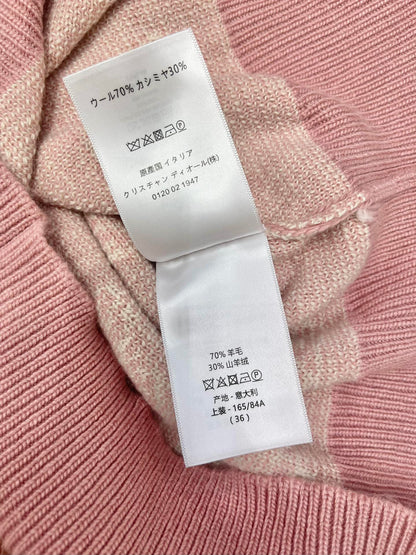 ウール70% カシミヤ30%
原産国 イタリア
クリスチャン ディオール(株)
0120 02 1947
70% 羊毛
30% 山羊绒
产地 - 意大利
上装 - 165/84A
( 36 )